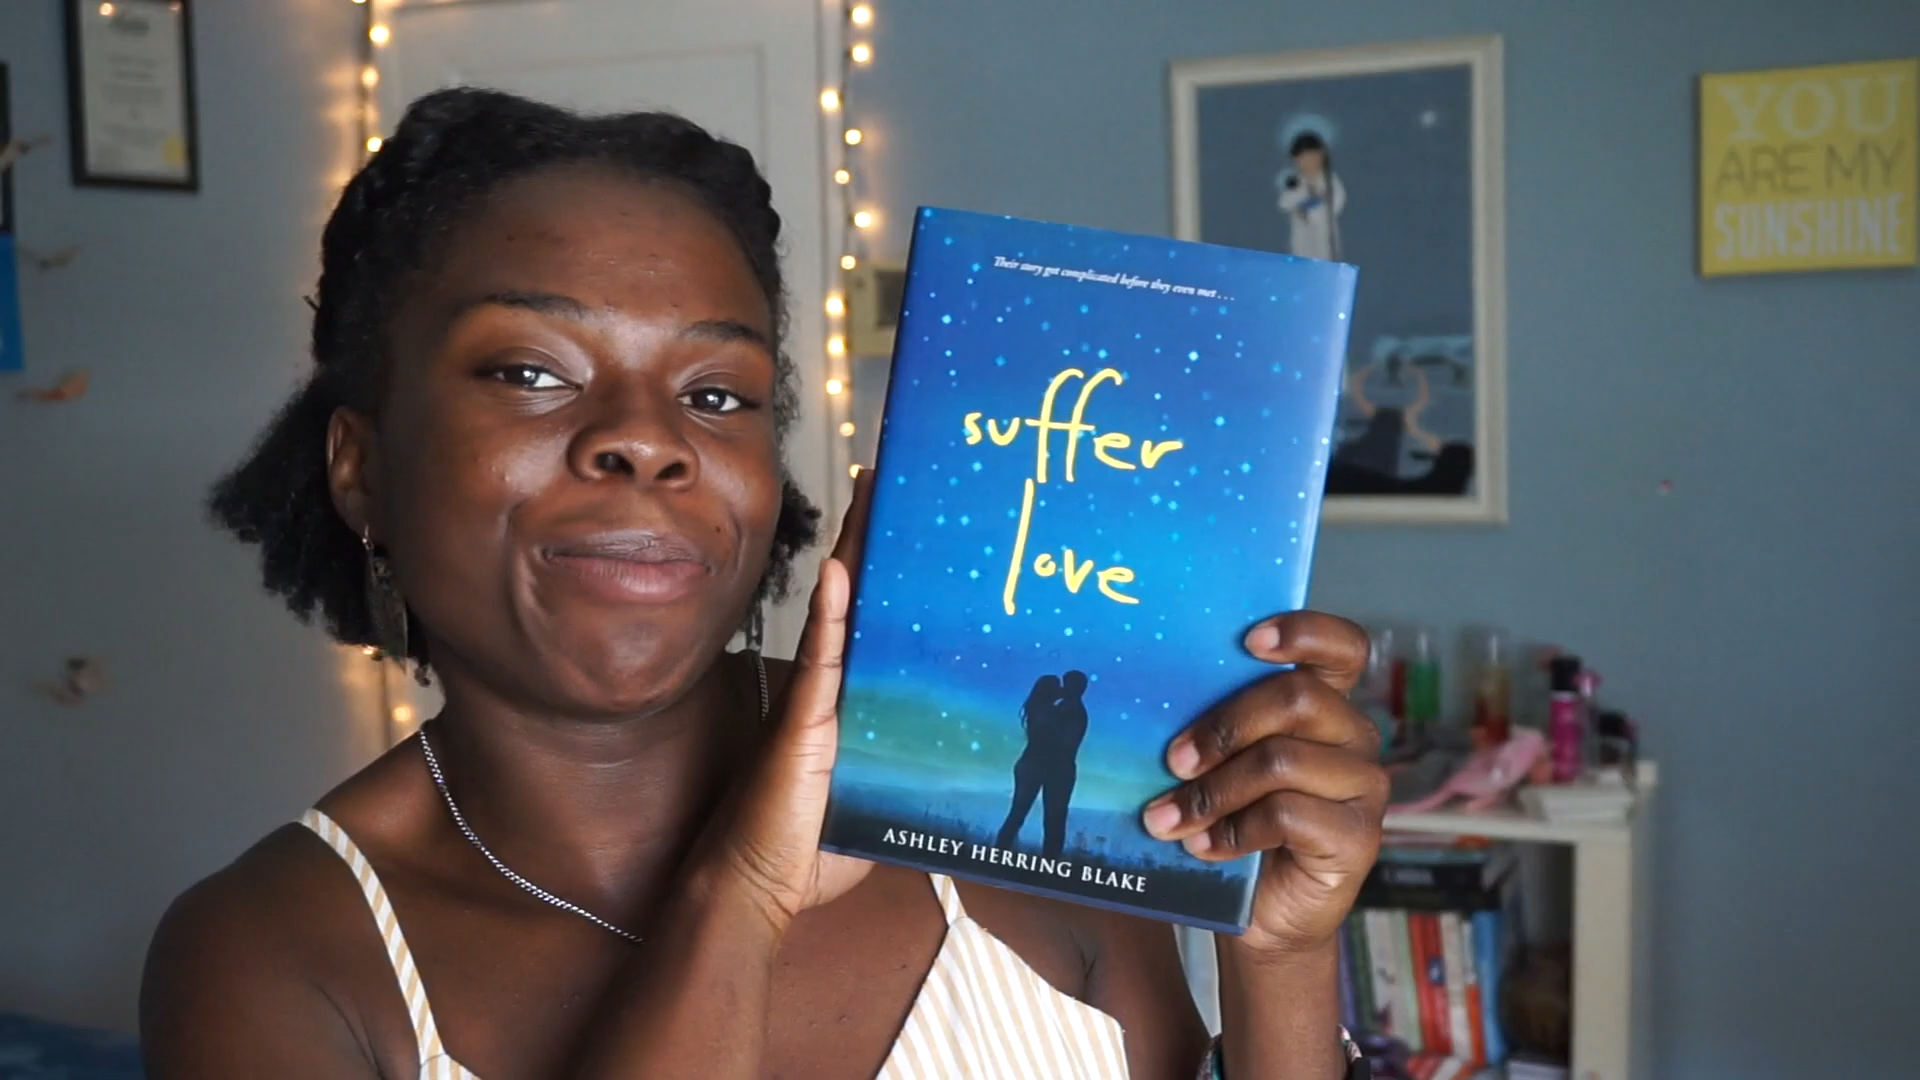 Their story got complicated before they even met...
suffer
love
ASHLEY HERRING BLAKE
YOU
ARE MY
SUNSHINE